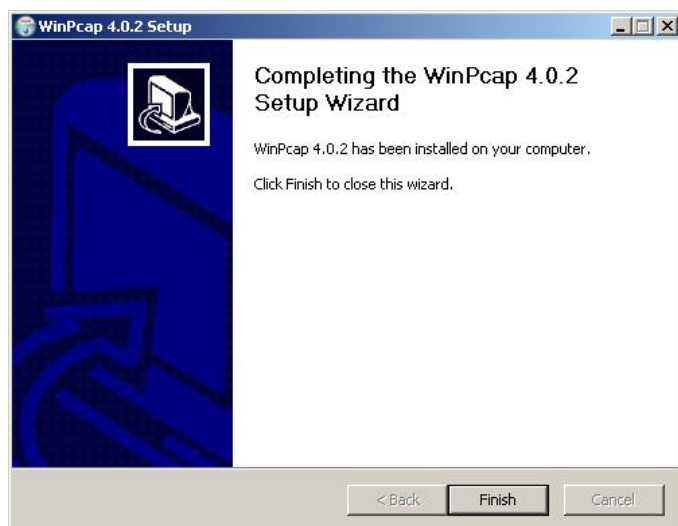 WinPcap 4.0.2 Setup
Completing the WinPcap 4.0.2
Setup Wizard
WinPcap 4.0.2 has been installed on your computer.
Click Finish to close this wizard.
< Back
Finish
Cancel